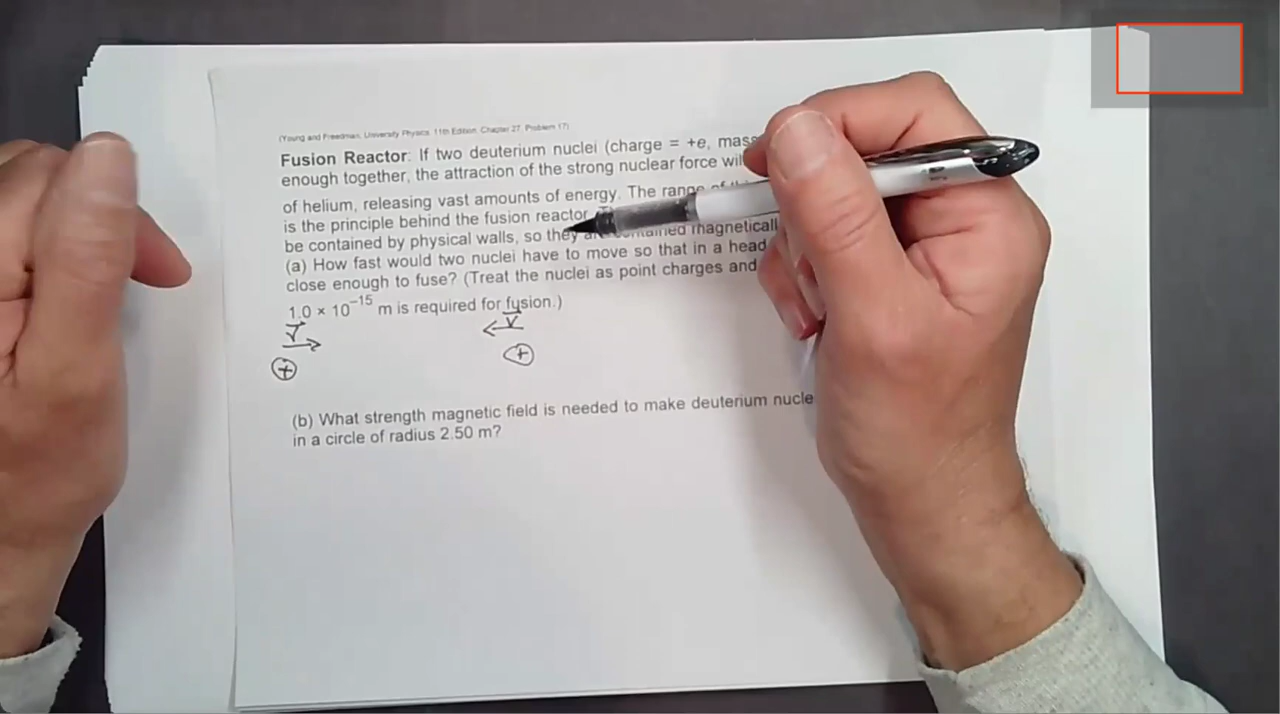 (Young and Freedman, University Physics, 11th Edition, Chapter 27, Problem 17)
Fusion Reactor: If two deuterium nuclei (charge = +e, mass
enough together, the attraction of the strong nuclear force will
of helium, releasing vast amounts of energy. The range of
is the principle behind the fusion reactor
be contained by physical walls, so they are contained magnetically
(a) How fast would two nuclei have to move so that in a head
close enough to fuse? (Treat the nuclei as point charges and
1.0 × 10⁻¹⁵ m is required for fusion.)
v v
+ +
(b) What strength magnetic field is needed to make deuterium nucle
in a circle of radius 2.50 m?